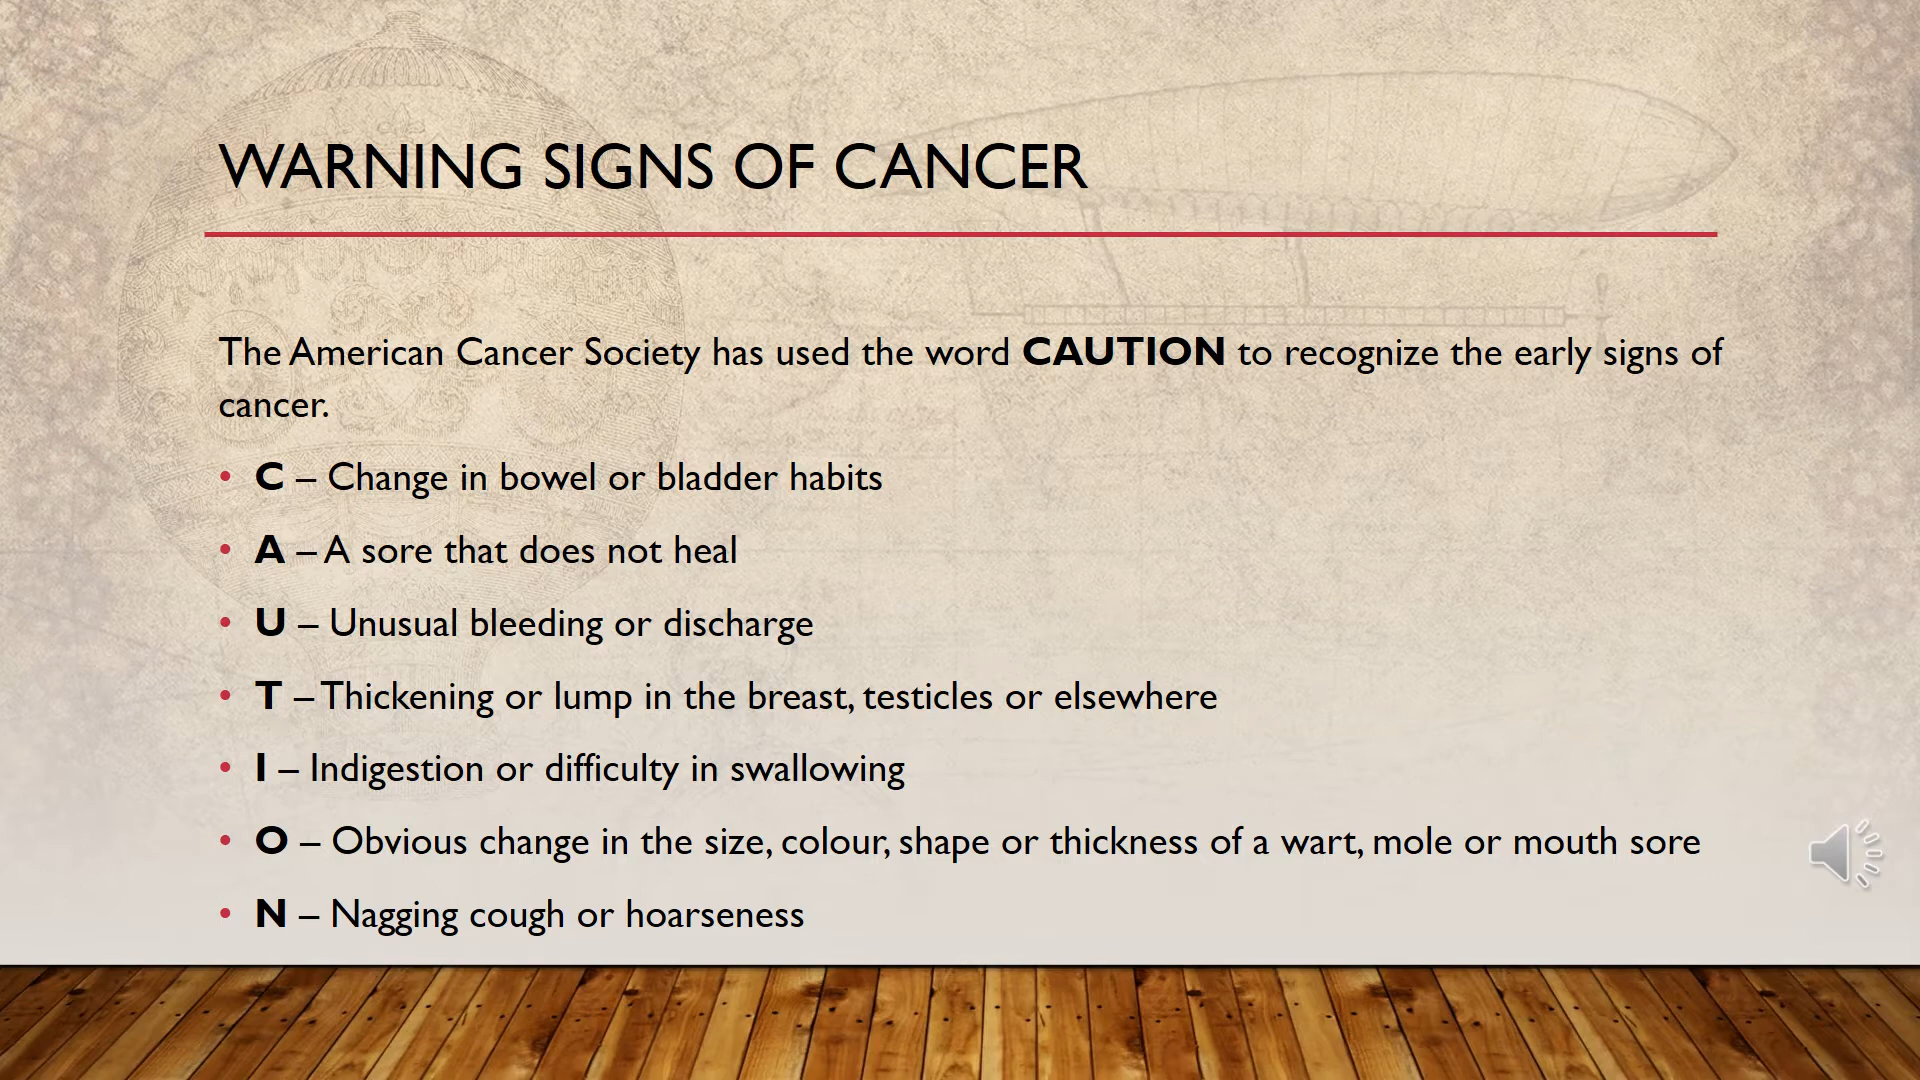 WARNING SIGNS OF CANCER
The American Cancer Society has used the word CAUTION to recognize the early signs of
cancer.
• C – Change in bowel or bladder habits
• A – A sore that does not heal
• U – Unusual bleeding or discharge
• T – Thickening or lump in the breast, testicles or elsewhere
• I – Indigestion or difficulty in swallowing
• O – Obvious change in the size, colour, shape or thickness of a wart, mole or mouth sore
• N – Nagging cough or hoarseness